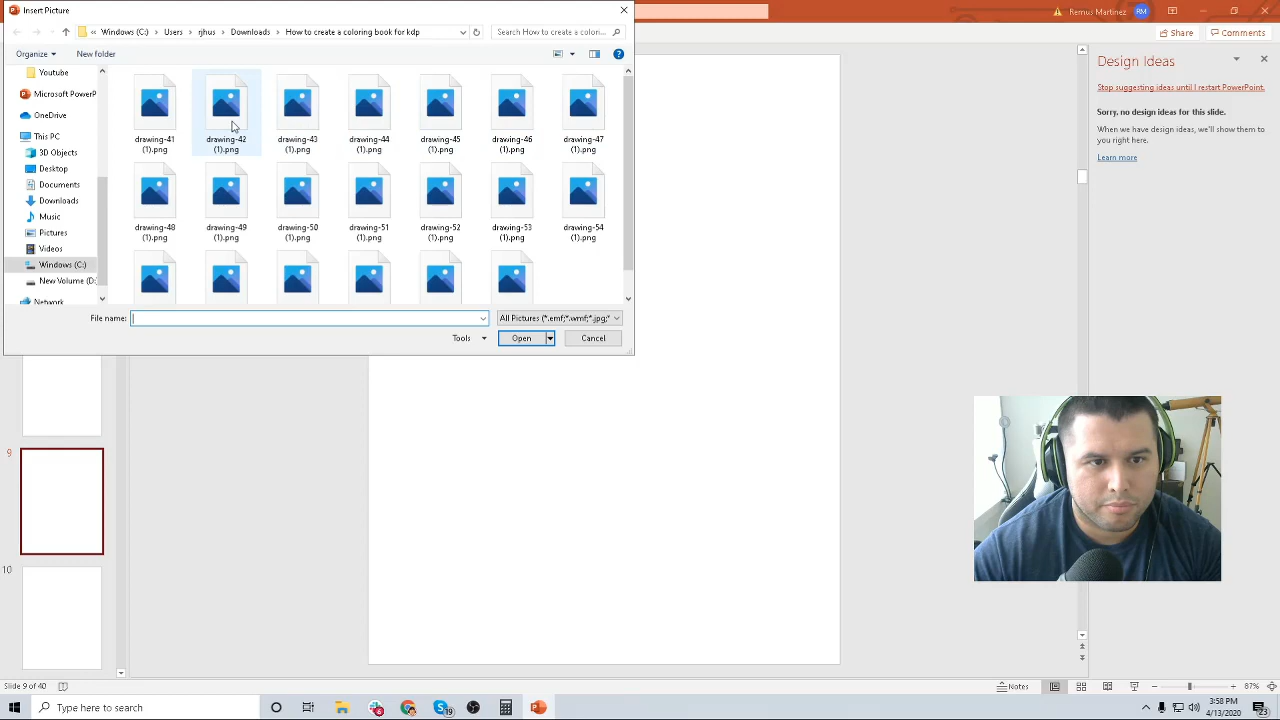 Insert Picture
Remus Martinez RM
« Windows (C:) > Users > rjhus > Downloads > How to create a coloring book for kdp
Search How to create a colori...
Share
Comments
Organize
New folder
Design Ideas
Stop suggesting ideas until I restart PowerPoint.
Sorry, no design ideas for this slide.
When we have design ideas, we'll show them to
you right here.
Learn more
Youtube
Microsoft PowerP
OneDrive
This PC
3D Objects
Desktop
Documents
Downloads
Music
Pictures
Videos
Windows (C:)
New Volume (D:
Network
drawing-41
(1).png
drawing-42
(1).png
drawing-43
(1).png
drawing-44
(1).png
drawing-45
(1).png
drawing-46
(1).png
drawing-47
(1).png
drawing-48
(1).png
drawing-49
(1).png
drawing-50
(1).png
drawing-51
(1).png
drawing-52
(1).png
drawing-53
(1).png
drawing-54
(1).png
File name:
All Pictures (*.emf;*.wmf;*.jpg;*
Tools
Open
Cancel
9
10
Slide 9 of 40
Notes
87%
Type here to search
3:58 PM
4/13/2020